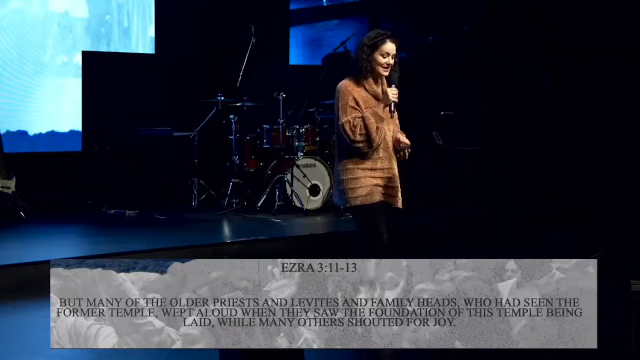 YAMAHA
EZRA 3:11-13
BUT MANY OF THE OLDER PRIESTS AND LEVITES AND FAMILY HEADS, WHO HAD SEEN THE
FORMER TEMPLE, WEPT ALOUD WHEN THEY SAW THE FOUNDATION OF THIS TEMPLE BEING
LAID, WHILE MANY OTHERS SHOUTED FOR JOY.